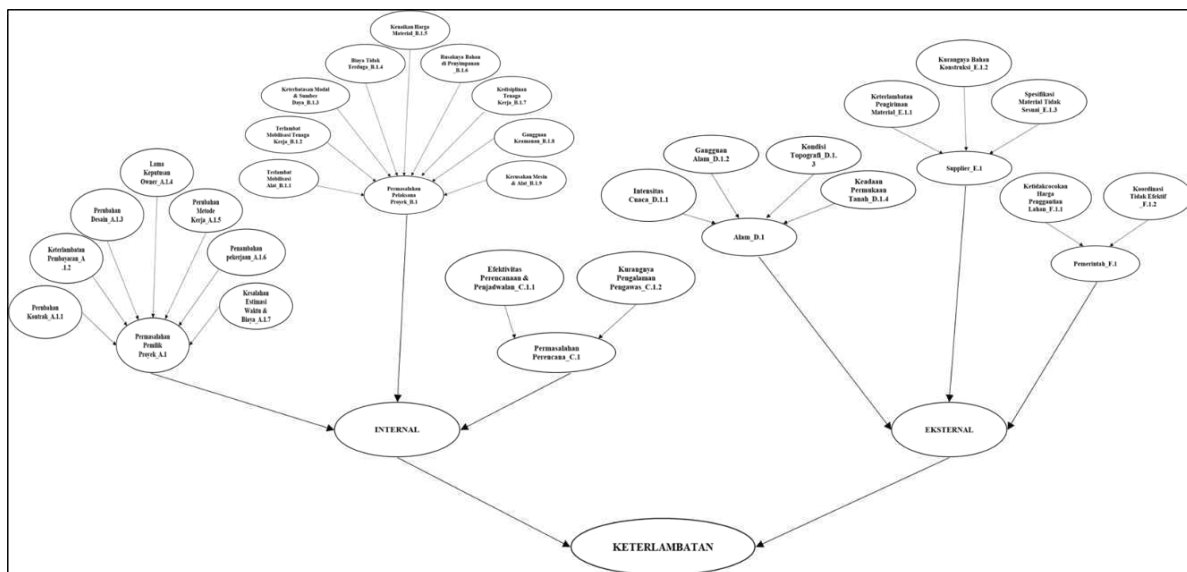 Kenaikan Harga
Material_B.1.5
Biaya Tidak
Terduga_B.1.4
Rusaknya Bahan
di Penyimpanan
_B.1.6
Keterbatasan Modal
& Sumber
Daya_B.1.3
Kedisiplinan
Tenaga
Kerja_B.1.7
Terlambat
Mobilisasi Tenaga
Kerja_B.1.2
Gangguan
Keamanan_B.1.8
Terlambat
Mobilisasi
Alat_B.1.1
Kerusakan Mesin
& Alat_B.1.9
Permasalahan
Pelaksana
Proyek_B.1
Lama
Keputusan
Owner_A.1.4
Perubahan
Desain_A.1.3
Perubahan
Metode
Kerja_A.1.5
Keterlambatan
Pembayaran_A
.1.2
Penambahan
pekerjaan_A.1.6
Perubahan
Kontrak_A.1.1
Kesalahan
Estimasi
Waktu &
Biaya_A.1.7
Permasalahan
Pemilik
Proyek_A.1
Efektivitas
Perencanaan &
Penjadwalan_C.1.1
Kurangnya
Pengalaman
Pengawas_C.1.2
Permasalahan
Perencana_C.1
Gangguan
Alam_D.1.2
Kondisi
Topografi_D.1.
3
Intensitas
Cuaca_D.1.1
Keadaan
Permukaan
Tanah_D.1.4
Alam_D.1
Kurangnya Bahan
Konstruksi_E.1.2
Keterlambatan
Pengiriman
Material_E.1.1
Spesifikasi
Material Tidak
Sesuai_E.1.3
Supplier_E.1
Ketidakcocokan
Harga
Penggantian
Lahan_F.1.1
Koordinasi
Tidak Efektif
_F.1.2
Pemerintah_F.1
INTERNAL
EKSTERNAL
KETERLAMBATAN